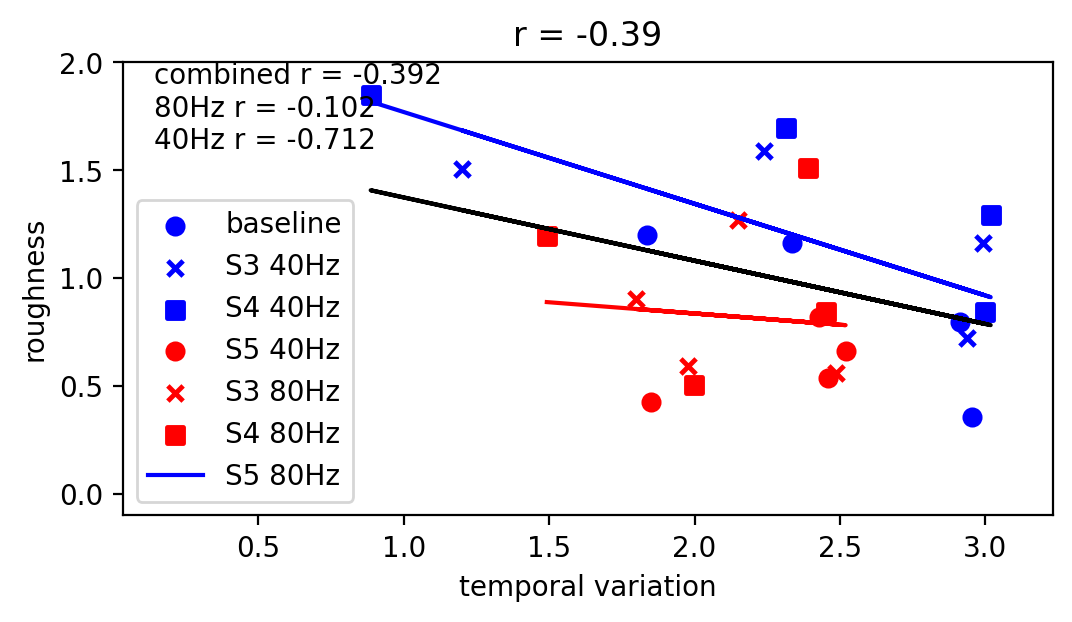 r = -0.39
combined r = -0.392
80Hz r = -0.102
40Hz r = -0.712
2.0
1.5
1.0
0.5
0.0
roughness
baseline
S3 40Hz
S4 40Hz
S5 40Hz
S3 80Hz
S4 80Hz
S5 80Hz
0.5 1.0 1.5 2.0 2.5 3.0
temporal variation